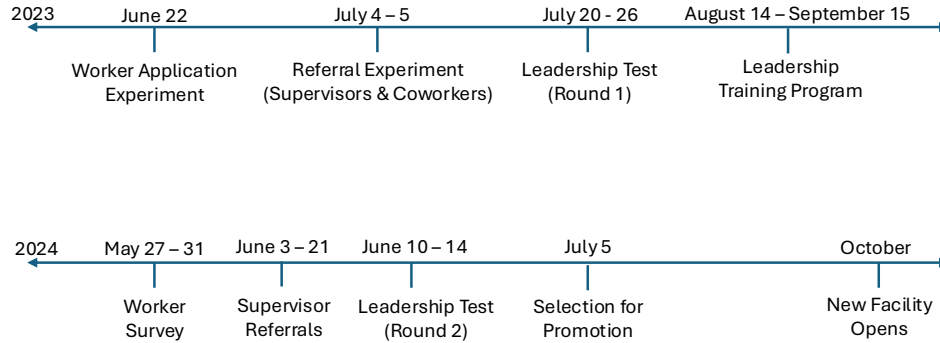 2023
June 22
July 4 – 5
July 20 - 26
August 14 – September 15
Worker Application
Experiment
Referral Experiment
(Supervisors & Coworkers)
Leadership Test
(Round 1)
Leadership
Training Program
2024
May 27 – 31
June 3 – 21
June 10 – 14
July 5
October
Worker
Survey
Supervisor
Referrals
Leadership Test
(Round 2)
Selection for
Promotion
New Facility
Opens